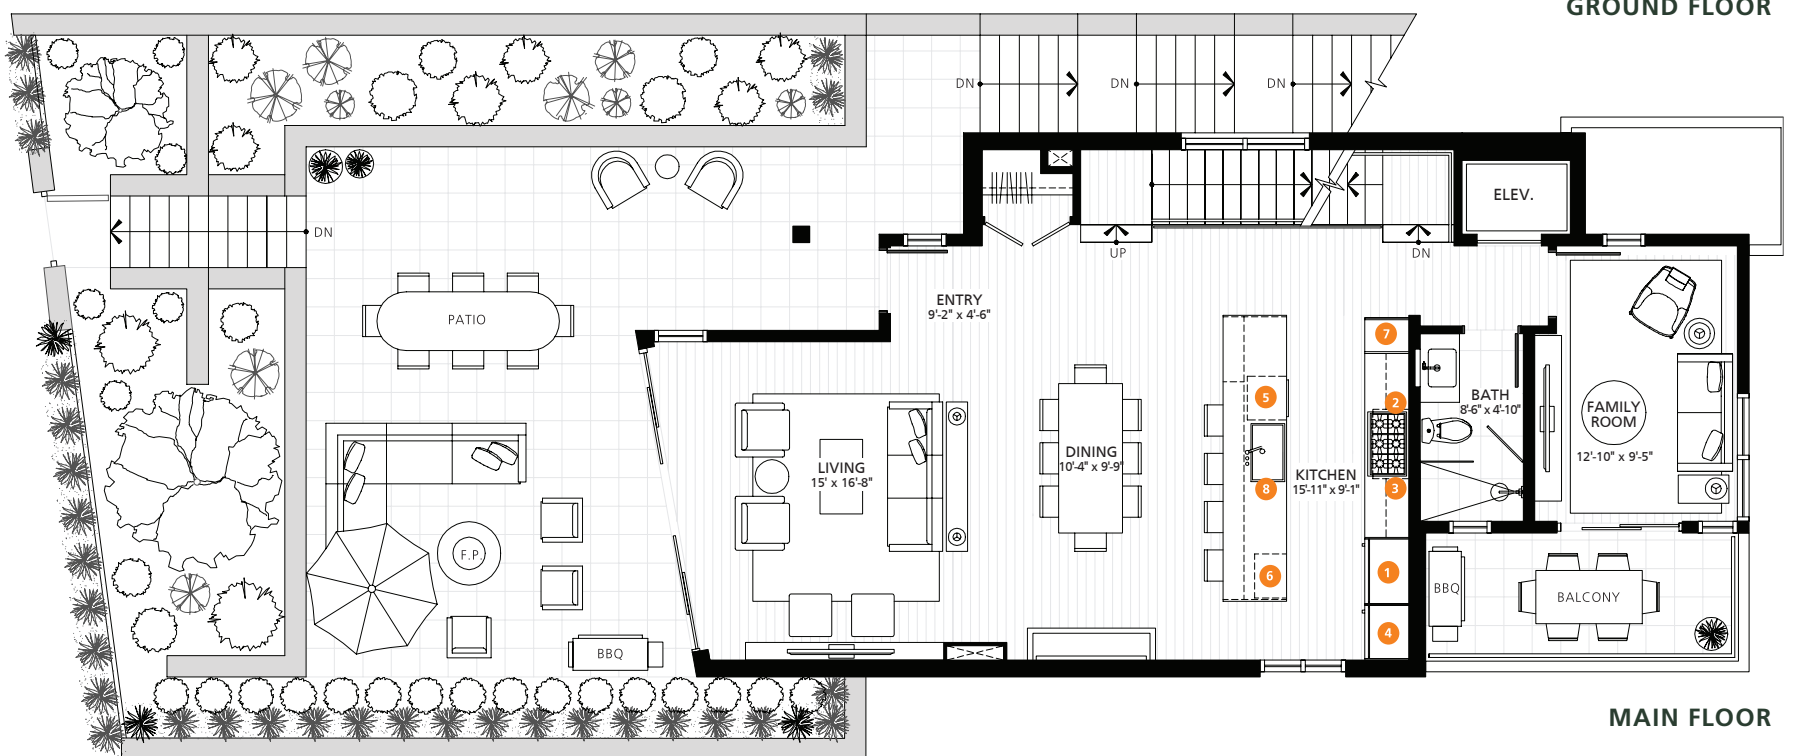 GROUND FLOOR
DN
DN
DN
ELEV.
DN
UP
DN
ENTRY
9'-2" x 4'-6"
PATIO
7
5
2
BATH
8'-6" x 4'-10"
FAMILY
ROOM
12'-10" x 9'-5"
DINING
10'-4" x 9'-9"
LIVING
15' x 16'-8"
KITCHEN
15'-11" x 9'-1"
8
3
F.P.
6
1
BBQ
BALCONY
4
BBQ
MAIN FLOOR